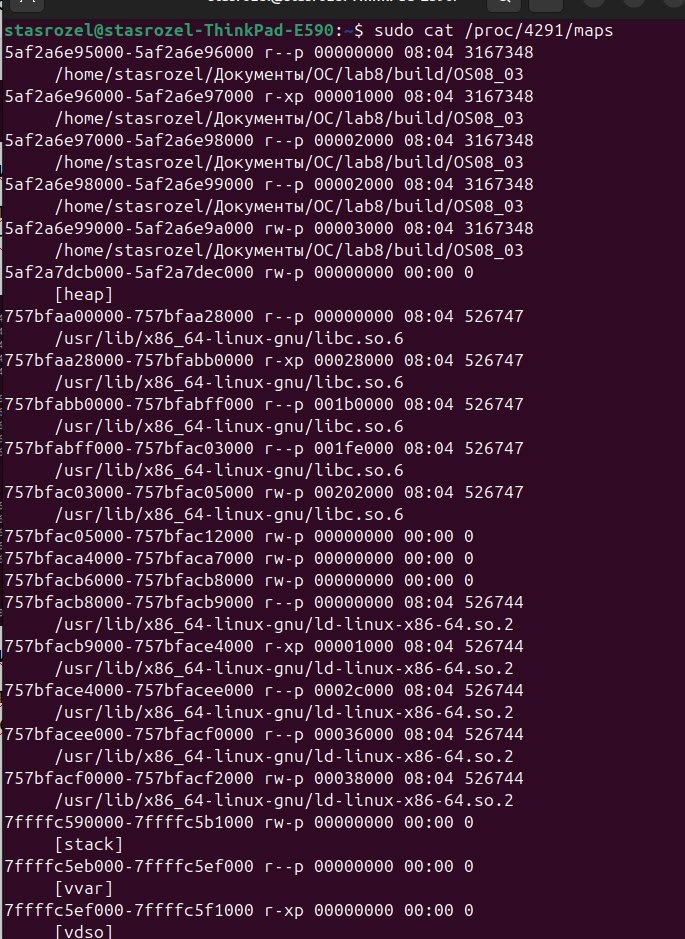 stasrozel@stasrozel-ThinkPad-E590:~$ sudo cat /proc/4291/maps
5af2a6e95000-5af2a6e96000 r--p 00000000 08:04 3167348
/home/stasrozel/Документы/ОС/lab8/build/OS08_03
5af2a6e96000-5af2a6e97000 r-xp 00001000 08:04 3167348
/home/stasrozel/Документы/ОС/lab8/build/OS08_03
5af2a6e97000-5af2a6e98000 r--p 00002000 08:04 3167348
/home/stasrozel/Документы/ОС/lab8/build/OS08_03
5af2a6e98000-5af2a6e99000 r--p 00002000 08:04 3167348
/home/stasrozel/Документы/ОС/lab8/build/OS08_03
5af2a6e99000-5af2a6e9a000 rw-p 00003000 08:04 3167348
/home/stasrozel/Документы/ОС/lab8/build/OS08_03
5af2a7dcb000-5af2a7dec000 rw-p 00000000 00:00 0
[heap]
757bfaa00000-757bfaa28000 r--p 00000000 08:04 526747
/usr/lib/x86_64-linux-gnu/libc.so.6
757bfaa28000-757bfabb0000 r-xp 00028000 08:04 526747
/usr/lib/x86_64-linux-gnu/libc.so.6
757bfabb0000-757bfabff000 r--p 001b0000 08:04 526747
/usr/lib/x86_64-linux-gnu/libc.so.6
757bfabff000-757bfac03000 r--p 001fe000 08:04 526747
/usr/lib/x86_64-linux-gnu/libc.so.6
757bfac03000-757bfac05000 rw-p 00202000 08:04 526747
/usr/lib/x86_64-linux-gnu/libc.so.6
757bfac05000-757bfac12000 rw-p 00000000 00:00 0
757bfaca4000-757bfaca7000 rw-p 00000000 00:00 0
757bfacb6000-757bfacb8000 rw-p 00000000 00:00 0
757bfacb8000-757bfacb9000 r--p 00000000 08:04 526744
/usr/lib/x86_64-linux-gnu/ld-linux-x86-64.so.2
757bfacb9000-757bface4000 r-xp 00001000 08:04 526744
/usr/lib/x86_64-linux-gnu/ld-linux-x86-64.so.2
757bface4000-757bfacee000 r--p 0002c000 08:04 526744
/usr/lib/x86_64-linux-gnu/ld-linux-x86-64.so.2
757bfacee000-757bfacf0000 r--p 00036000 08:04 526744
/usr/lib/x86_64-linux-gnu/ld-linux-x86-64.so.2
757bfacf0000-757bfacf2000 rw-p 00038000 08:04 526744
/usr/lib/x86_64-linux-gnu/ld-linux-x86-64.so.2
7ffffc590000-7ffffc5b1000 rw-p 00000000 00:00 0
[stack]
7ffffc5eb000-7ffffc5ef000 r--p 00000000 00:00 0
[vvar]
7ffffc5ef000-7ffffc5f1000 r-xp 00000000 00:00 0
[vdso]